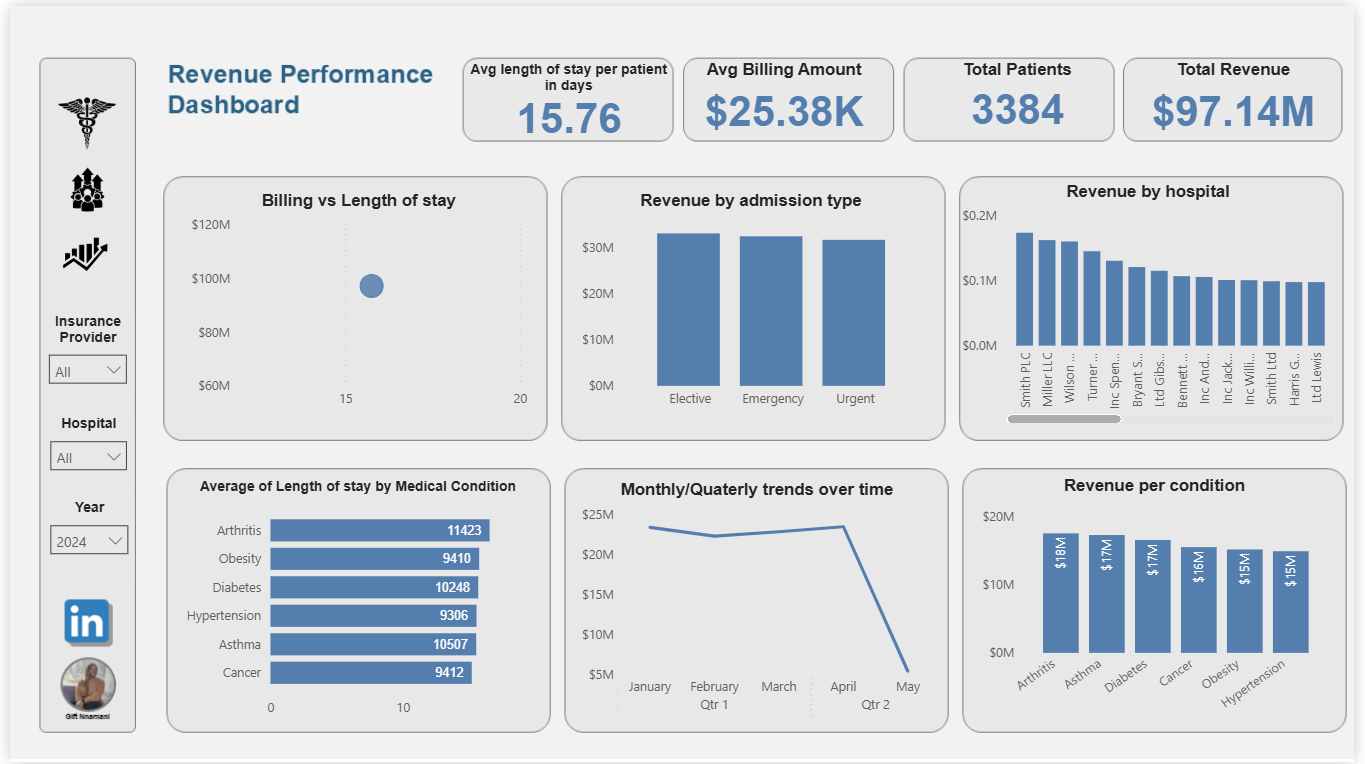 Revenue Performance
Dashboard
Avg length of stay per patient
in days
15.76
Avg Billing Amount
$25.38K
Total Patients
3384
Total Revenue
$97.14M
Insurance
Provider
All
Hospital
All
Year
2024
in
Gift Nnamani
Billing vs Length of stay
$120M
$100M
$80M
$60M
15
20
Revenue by admission type
$30M
$20M
$10M
$0M
Elective
Emergency
Urgent
Revenue by hospital
$0.2M
$0.1M
$0.0M
Smith PLC
Miller LLC
Wilson ...
Turner ...
Inc Spen...
Bryant S...
Ltd Gibs...
Bennett ...
Inc And...
Inc Jack...
Inc Willi...
Smith Ltd
Harris G...
Ltd Lewis
Average of Length of stay by Medical Condition
Arthritis 11423
Obesity 9410
Diabetes 10248
Hypertension 9306
Asthma 10507
Cancer 9412
0
10
Monthly/Quaterly trends over time
$25M
$20M
$15M
$10M
$5M
January
February
March
April
May
Qtr 1
Qtr 2
Revenue per condition
$20M
$10M
$0M
$18M
$17M
$17M
$16M
$15M
$15M
Arthritis
Asthma
Diabetes
Cancer
Obesity
Hypertension